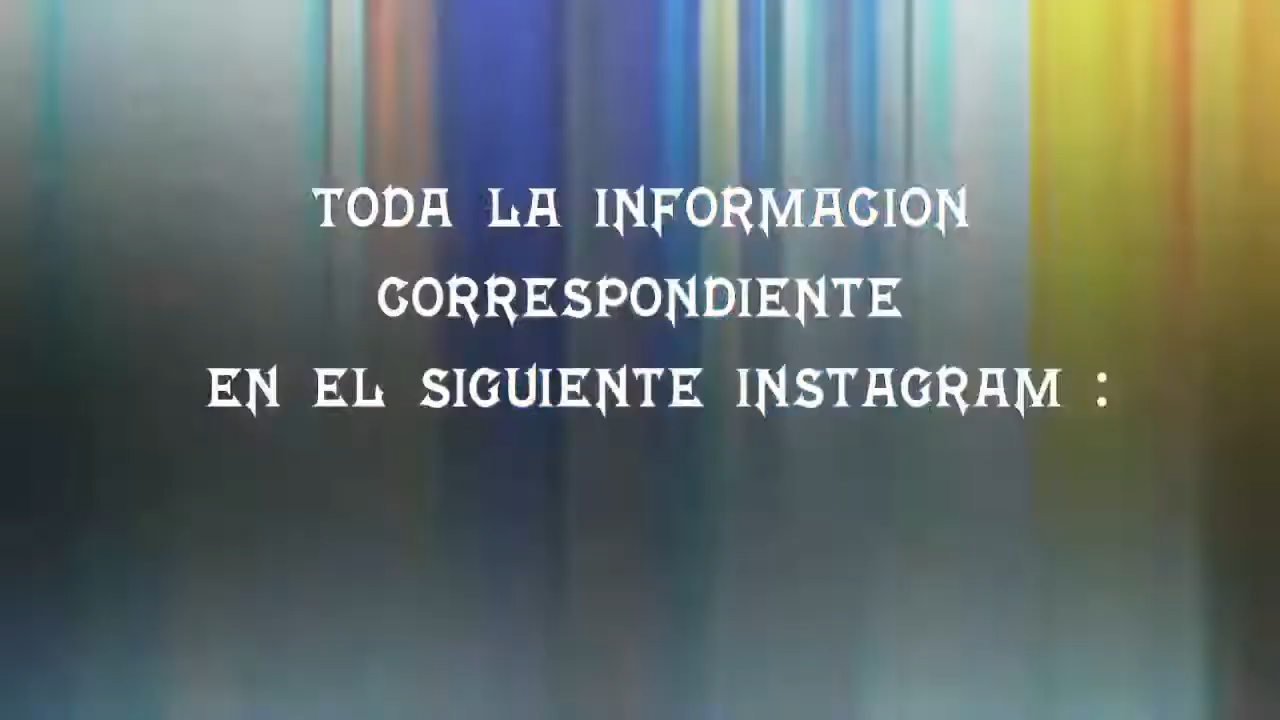 TODA LA INFORMACION
CORRESPONDIENTE
EN EL SIGUIENTE INSTAGRAM :